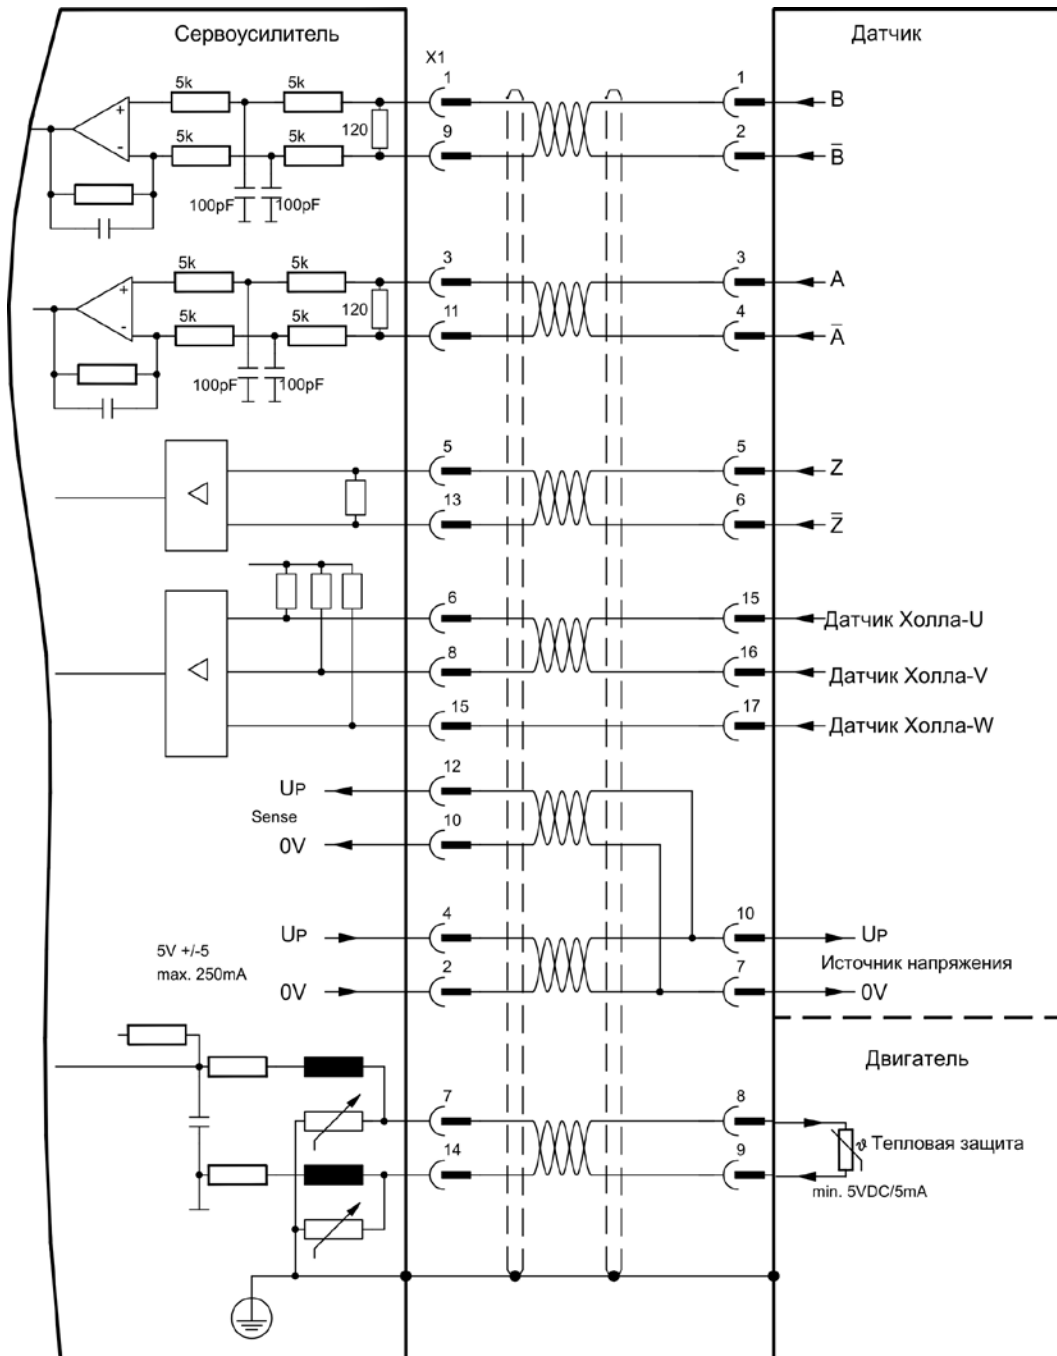 Сервоусилитель
Датчик
X1
5k 5k 1 1 B
120
5k 5k 9 2 B̅
100pF 100pF
5k 5k 3 3 A
120
5k 5k 11 4 A̅
100pF 100pF
5 5 Z
13 6 Z̅
6 15 Датчик Холла-U
8 16 Датчик Холла-V
15 17 Датчик Холла-W
UP 12
Sense
0V 10
UP 4 10 UP
5V +/-5
max. 250mA
Источник напряжения
0V 2 7 0V
Двигатель
7 8
ϑ Тепловая защита
14 9
min. 5VDC/5mA